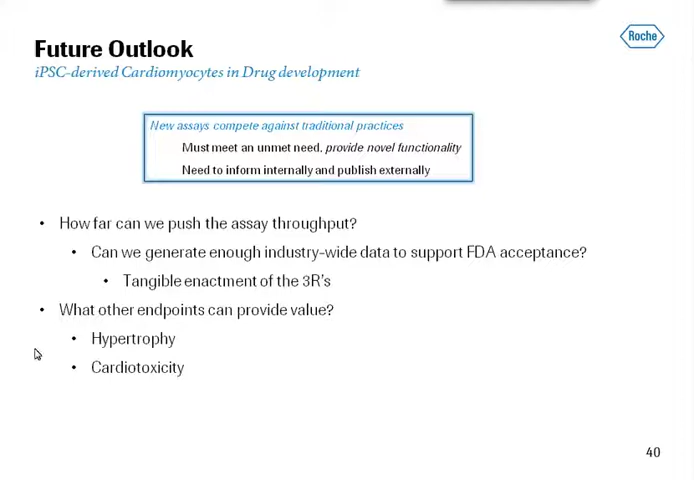 Roche
Future Outlook
iPSC-derived Cardiomyocytes in Drug development
New assays compete against traditional practices
Must meet an unmet need, provide novel functionality
Need to inform internally and publish externally
• How far can we push the assay throughput?
• Can we generate enough industry-wide data to support FDA acceptance?
• Tangible enactment of the 3R's
• What other endpoints can provide value?
• Hypertrophy
• Cardiotoxicity
40